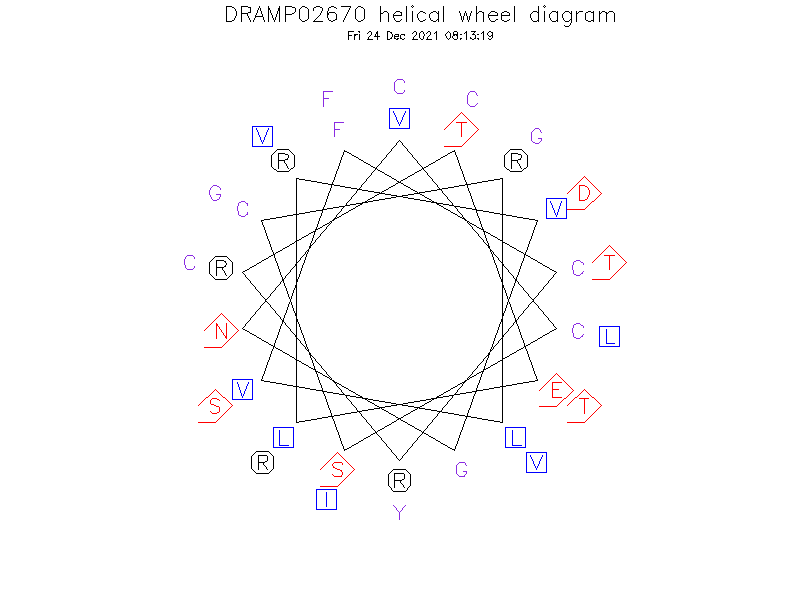 DRAMP02670 helical wheel diagram
Fri 24 Dec 2021 08:13:19
C
F C
V
F T
V G
R R
G D
C V
C R C T
N C L
S V E T
L L
R V
S G
I R
Y